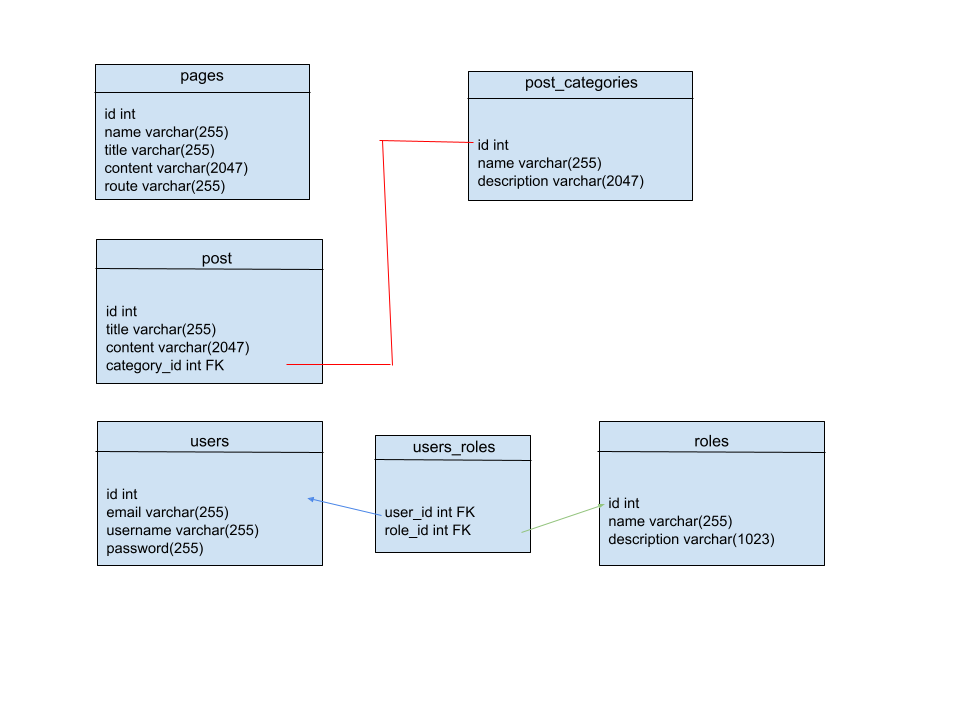 pages
id int
name varchar(255)
title varchar(255)
content varchar(2047)
route varchar(255)
post_categories
id int
name varchar(255)
description varchar(2047)
post
id int
title varchar(255)
content varchar(2047)
category_id int FK
users
id int
email varchar(255)
username varchar(255)
password(255)
users_roles
user_id int FK
role_id int FK
roles
id int
name varchar(255)
description varchar(1023)